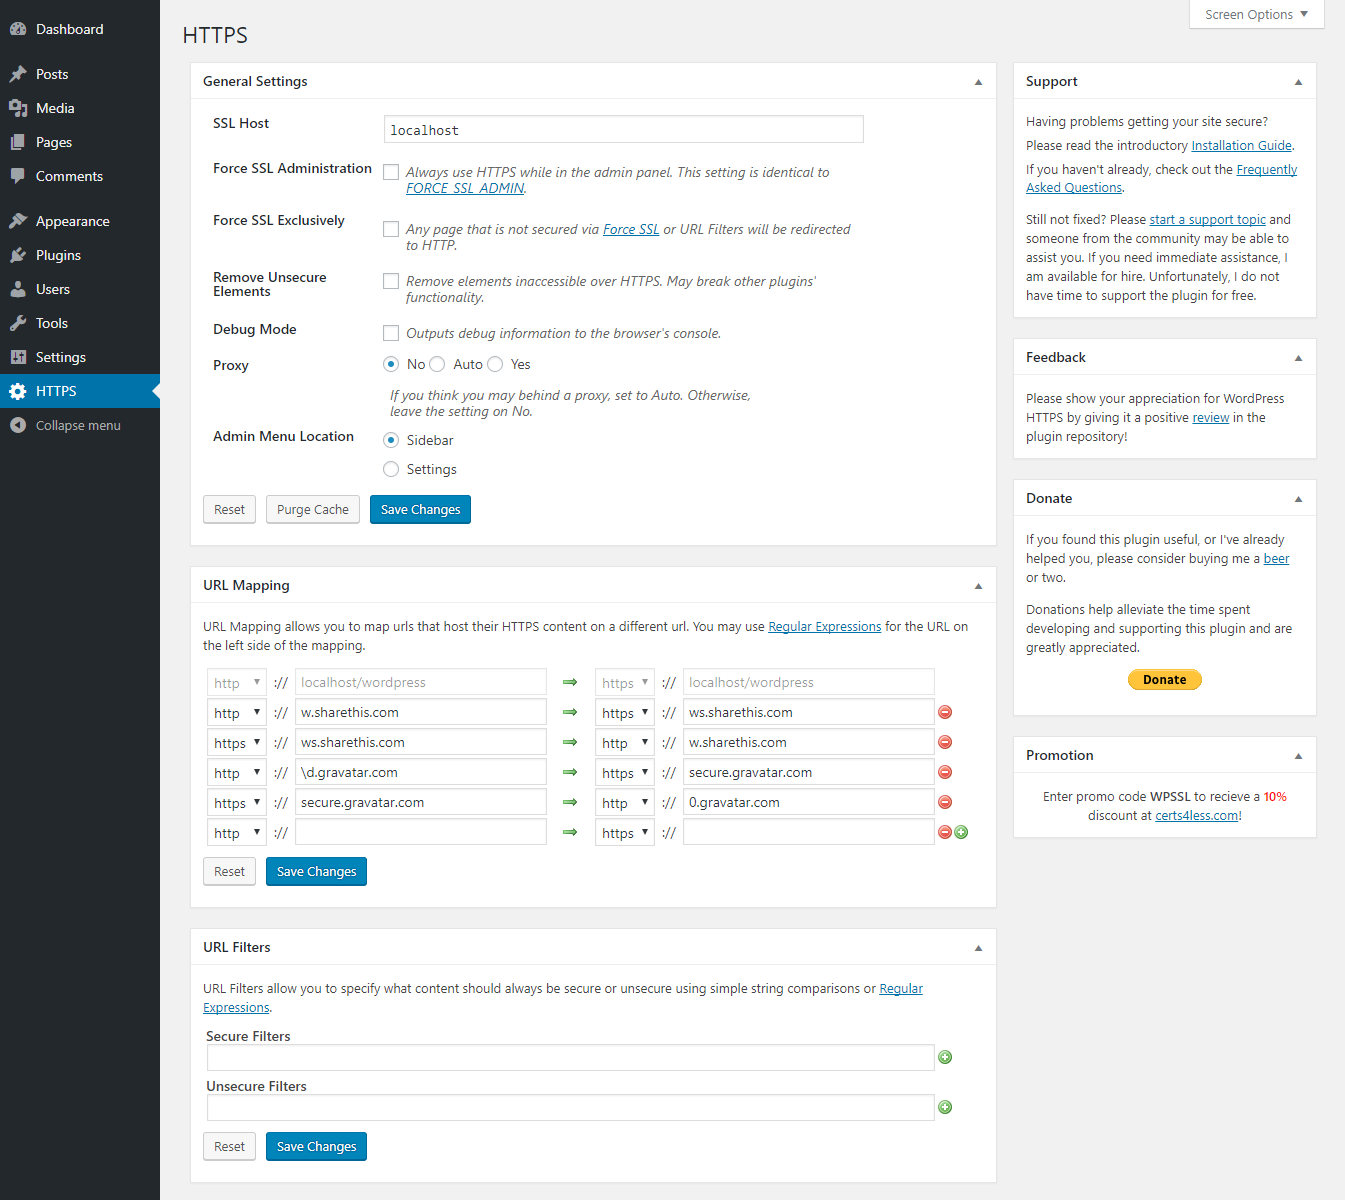 Dashboard
Posts
Media
Pages
Comments
Appearance
Plugins
Users
Tools
Settings
HTTPS
Collapse menu
Screen Options
HTTPS
General Settings
SSL Host
localhost
Force SSL Administration
Always use HTTPS while in the admin panel. This setting is identical to
FORCE_SSL_ADMIN.
Force SSL Exclusively
Any page that is not secured via Force SSL or URL Filters will be redirected
to HTTP.
Remove Unsecure
Elements
Remove elements inaccessible over HTTPS. May break other plugins'
functionality.
Debug Mode
Outputs debug information to the browser's console.
Proxy
No Auto Yes
If you think you may behind a proxy, set to Auto. Otherwise,
leave the setting on No.
Admin Menu Location
Sidebar
Settings
Reset Purge Cache Save Changes
URL Mapping
URL Mapping allows you to map urls that host their HTTPS content on a different url. You may use Regular Expressions for the URL on
the left side of the mapping.
http :// localhost/wordpress https :// localhost/wordpress
http :// w.sharethis.com https :// ws.sharethis.com
https :// ws.sharethis.com http :// w.sharethis.com
http :// \d.gravatar.com https :// secure.gravatar.com
https :// secure.gravatar.com http :// 0.gravatar.com
http :// https ://
Reset Save Changes
URL Filters
URL Filters allow you to specify what content should always be secure or unsecure using simple string comparisons or Regular
Expressions.
Secure Filters
Unsecure Filters
Reset Save Changes
Support
Having problems getting your site secure?
Please read the introductory Installation Guide.
If you haven't already, check out the Frequently
Asked Questions.
Still not fixed? Please start a support topic and
someone from the community may be able to
assist you. If you need immediate assistance, I
am available for hire. Unfortunately, I do not
have time to support the plugin for free.
Feedback
Please show your appreciation for WordPress
HTTPS by giving it a positive review in the
plugin repository!
Donate
If you found this plugin useful, or I've already
helped you, please consider buying me a beer
or two.
Donations help alleviate the time spent
developing and supporting this plugin and are
greatly appreciated.
Donate
Promotion
Enter promo code WPSSL to recieve a 10%
discount at certs4less.com!